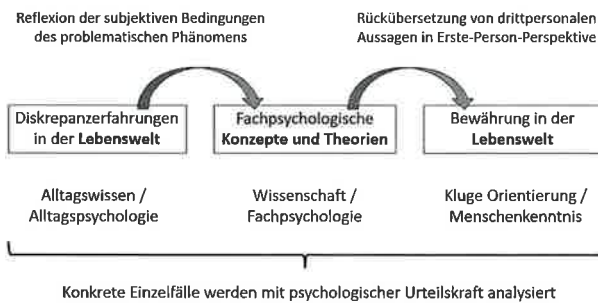 Reflexion der subjektiven Bedingungen
des problematischen Phänomens
Rückübersetzung von drittpersonalen
Aussagen in Erste-Person-Perspektive
Diskrepanzerfahrungen
in der Lebenswelt
Fachpsychologische
Konzepte und Theorien
Bewährung in der
Lebenswelt
Alltagswissen /
Alltagspsychologie
Wissenschaft /
Fachpsychologie
Kluge Orientierung /
Menschenkenntnis
Konkrete Einzelfälle werden mit psychologischer Urteilskraft analysiert